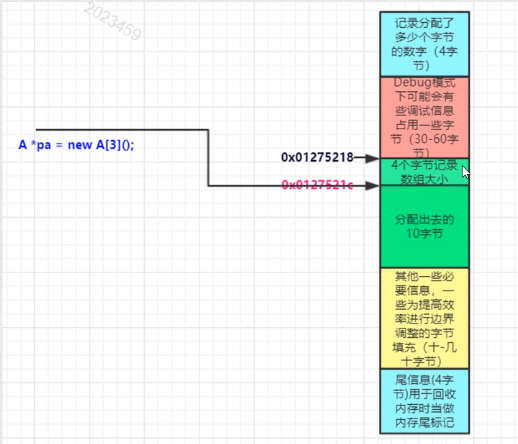 2023459
记录分配了
多少个字节
的数字（4字
节）
Debug模式
下可能会有
些调试信息
占用一些字
节（30-60字
节）
A *pa = new A[3]();
0x01275218
4个字节记录
数组大小
0x0127521c
分配出去的
10字节
其他一些必
要信息，一
些为提高效
率进行边界
调整的字节
填充（十-几
十字节）
尾信息(4字
节)用于回收
内存时当做
内存尾标记